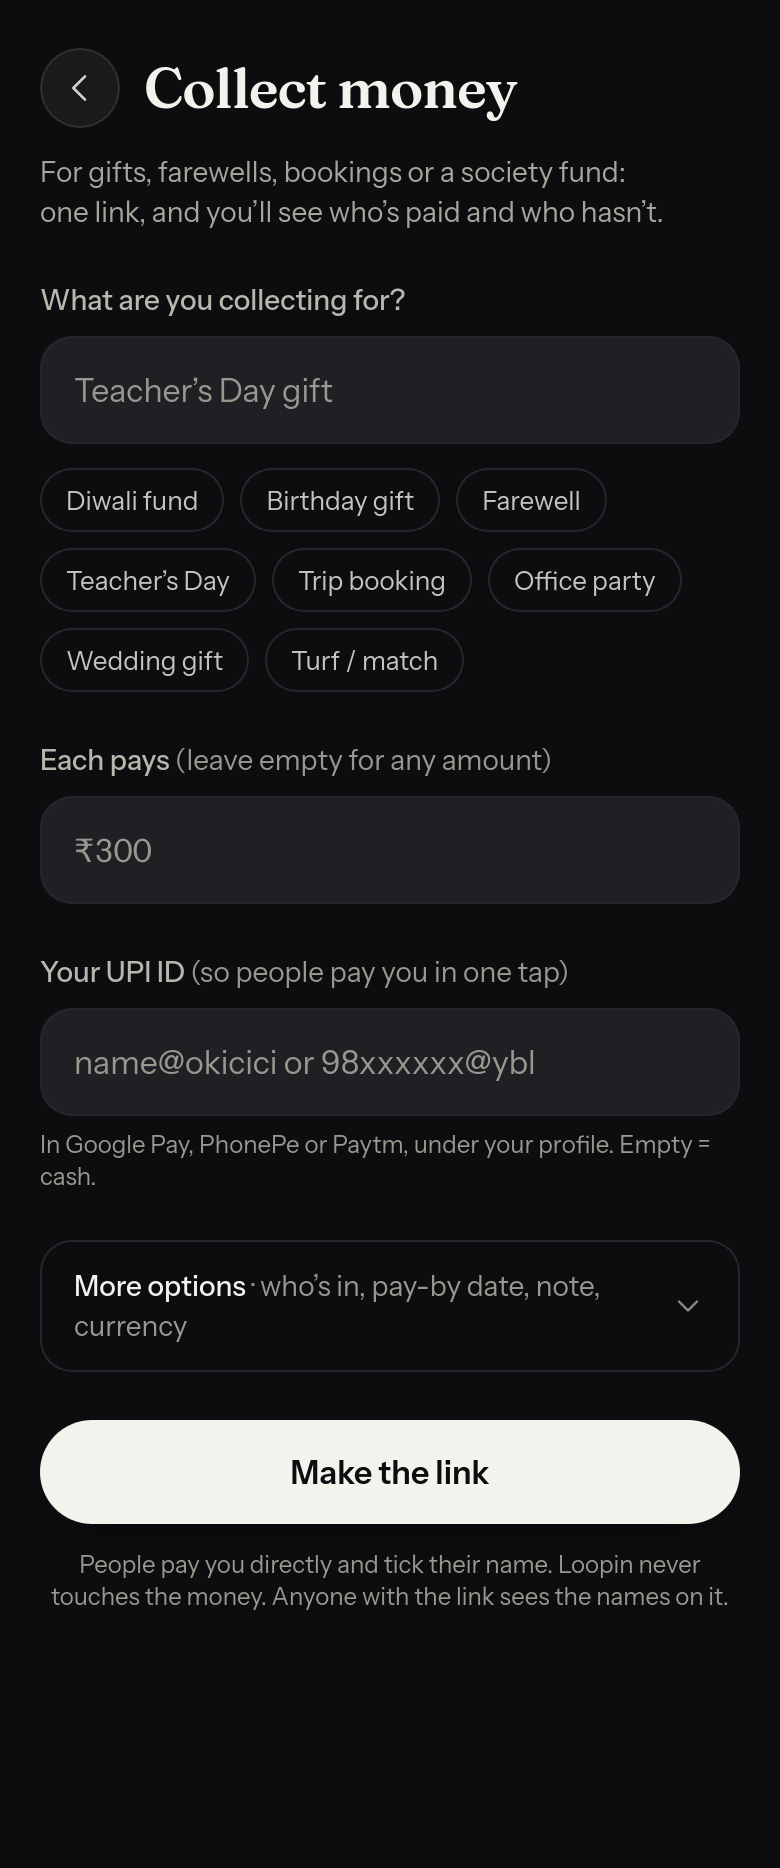 Collect money
For gifts, farewells, bookings or a society fund:
one link, and you’ll see who’s paid and who hasn’t.
What are you collecting for?
Teacher’s Day gift
Diwali fund
Birthday gift
Farewell
Teacher’s Day
Trip booking
Office party
Wedding gift
Turf / match
Each pays (leave empty for any amount)
₹300
Your UPI ID (so people pay you in one tap)
name@okicici or 98xxxxxx@ybl
In Google Pay, PhonePe or Paytm, under your profile. Empty =
cash.
More options · who’s in, pay-by date, note,
currency
Make the link
People pay you directly and tick their name. Loopin never
touches the money. Anyone with the link sees the names on it.